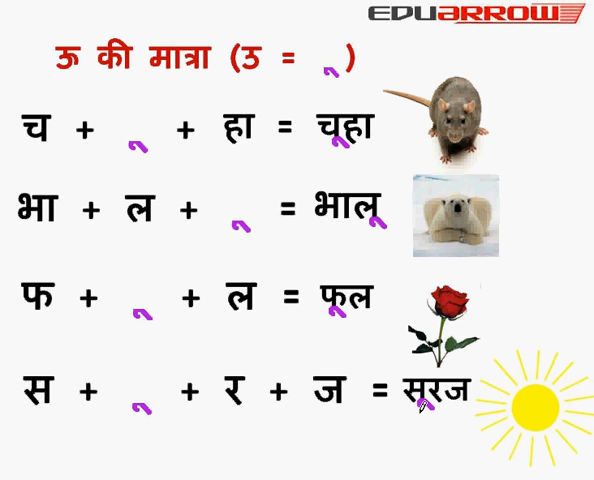 EDUARROW
ऊ की मात्रा (उ = ू)
च + ू + हा = चूहा
भा + ल + ू = भालू
फ + ू + ल = फूल
स + ू + र + ज = सूरज